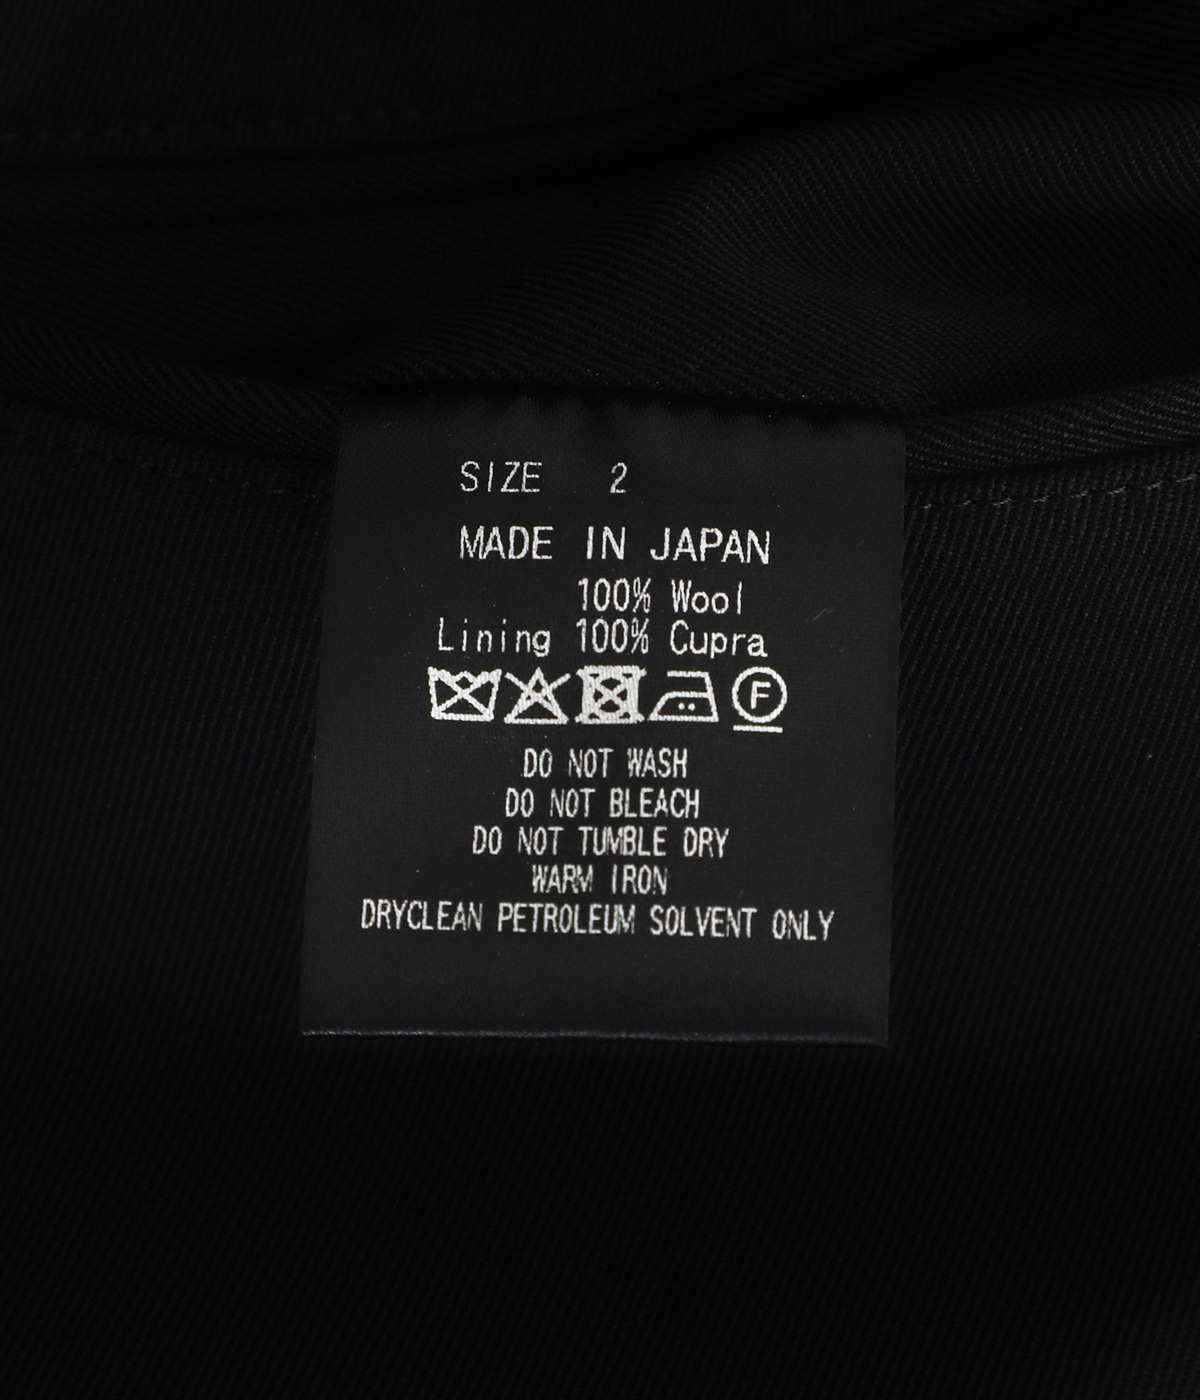 SIZE 2
MADE IN JAPAN
100% Wool
Lining 100% Cupra
F
DO NOT WASH
DO NOT BLEACH
DO NOT TUMBLE DRY
WARM IRON
DRYCLEAN PETROLEUM SOLVENT ONLY